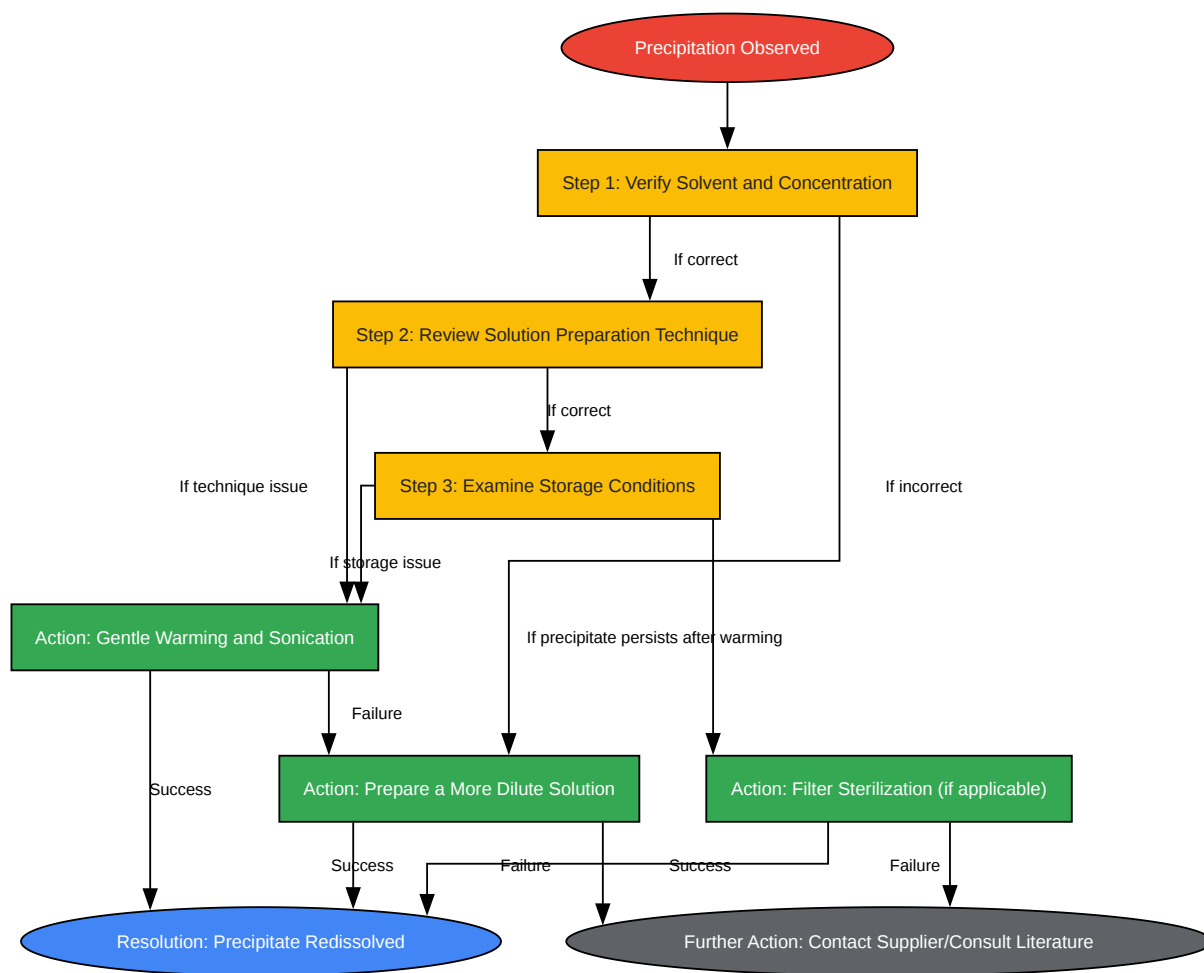 Precipitation Observed
Step 1: Verify Solvent and Concentration
If correct
Step 2: Review Solution Preparation Technique
If correct
Step 3: Examine Storage Conditions
If technique issue
If incorrect
If storage issue
Action: Gentle Warming and Sonication
If precipitate persists after warming
Failure
Action: Prepare a More Dilute Solution
Action: Filter Sterilization (if applicable)
Success
Success
Failure
Success
Failure
Resolution: Precipitate Redissolved
Further Action: Contact Supplier/Consult Literature